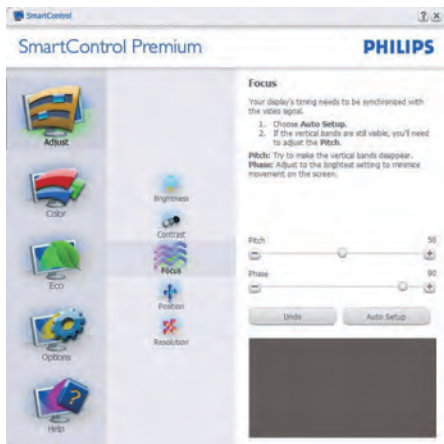 SmartControl
? x
SmartControl Premium
PHILIPS
Adjust
Color
Eco
Options
Help
Brightness
Contrast
Focus
Position
Resolution
Focus
Your display's timing needs to be synchronized with
the video signal.
1. Choose Auto Setup.
2. If the vertical bands are still visible, you'll need
to adjust the Pitch.
Pitch: Try to make the vertical bands disappear.
Phase: Adjust to the brightest setting to minimize
movement on the screen.
Pitch 50
Phase 90
Undo Auto Setup